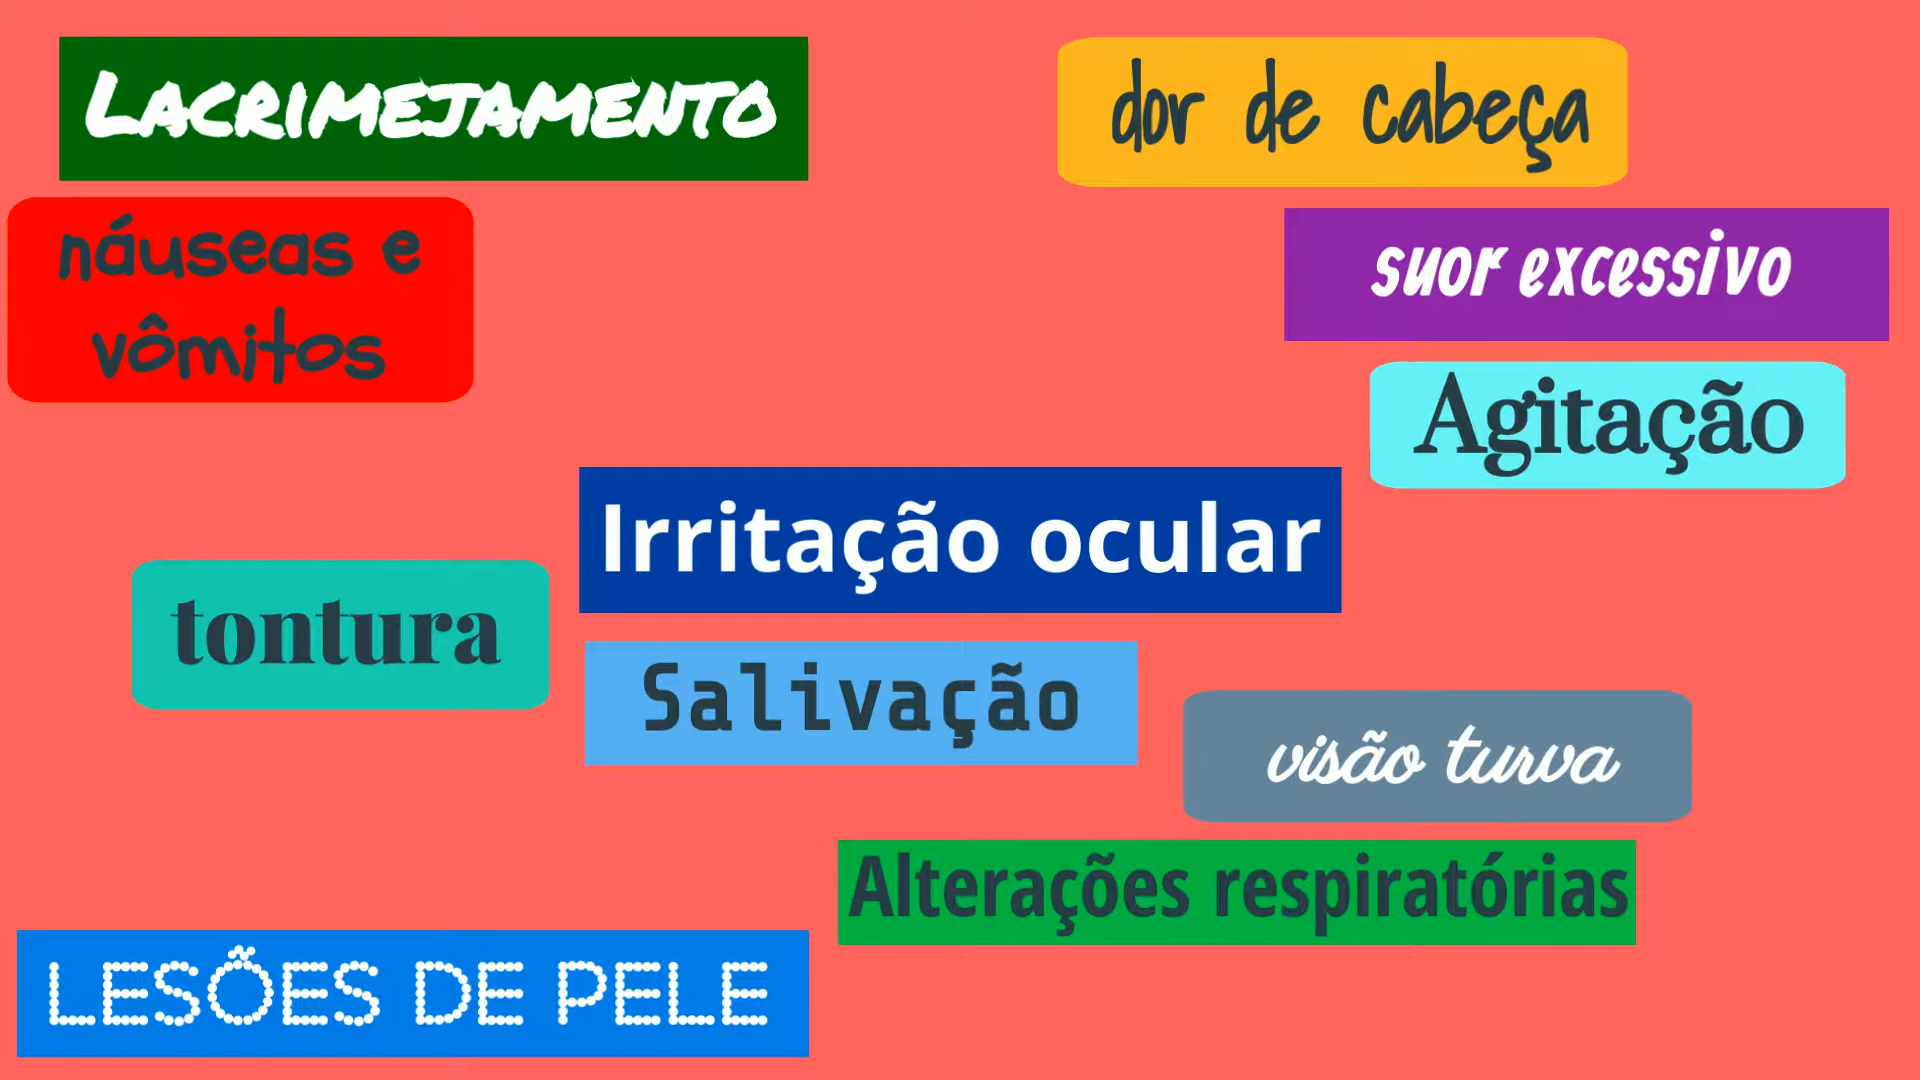 LACRIMEJAMENTO
dor de cabeça
náuseas e
vômitos
suor excessivo
Agitação
Irritação ocular
tontura
Salivação
visão turva
Alterações respiratórias
LESÕES DE PELE